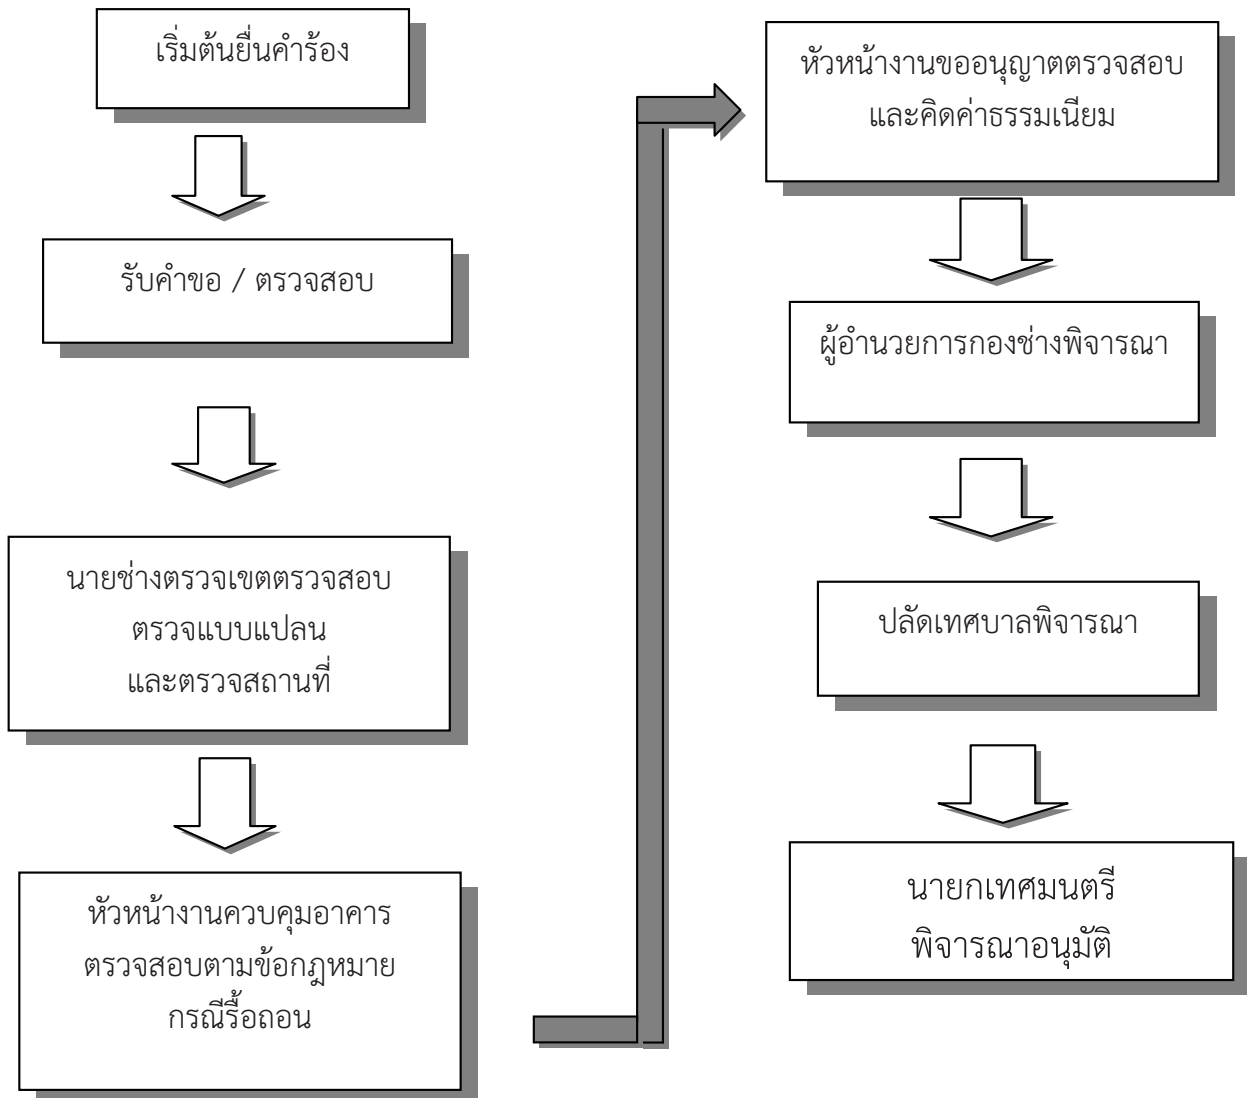 เริ่มต้นยื่นคำร้อง
รับคำขอ / ตรวจสอบ
นายช่างตรวจเขตตรวจสอบ
ตรวจแบบแปลน
และตรวจสถานที่
หัวหน้างานควบคุมอาคาร
ตรวจสอบตามข้อกฎหมาย
กรณีรื้อถอน
หัวหน้างานขออนุญาตตรวจสอบ
และคิดค่าธรรมเนียม
ผู้อำนวยการกองช่างพิจารณา
ปลัดเทศบาลพิจารณา
นายกเทศมนตรี
พิจารณาอนุมัติ